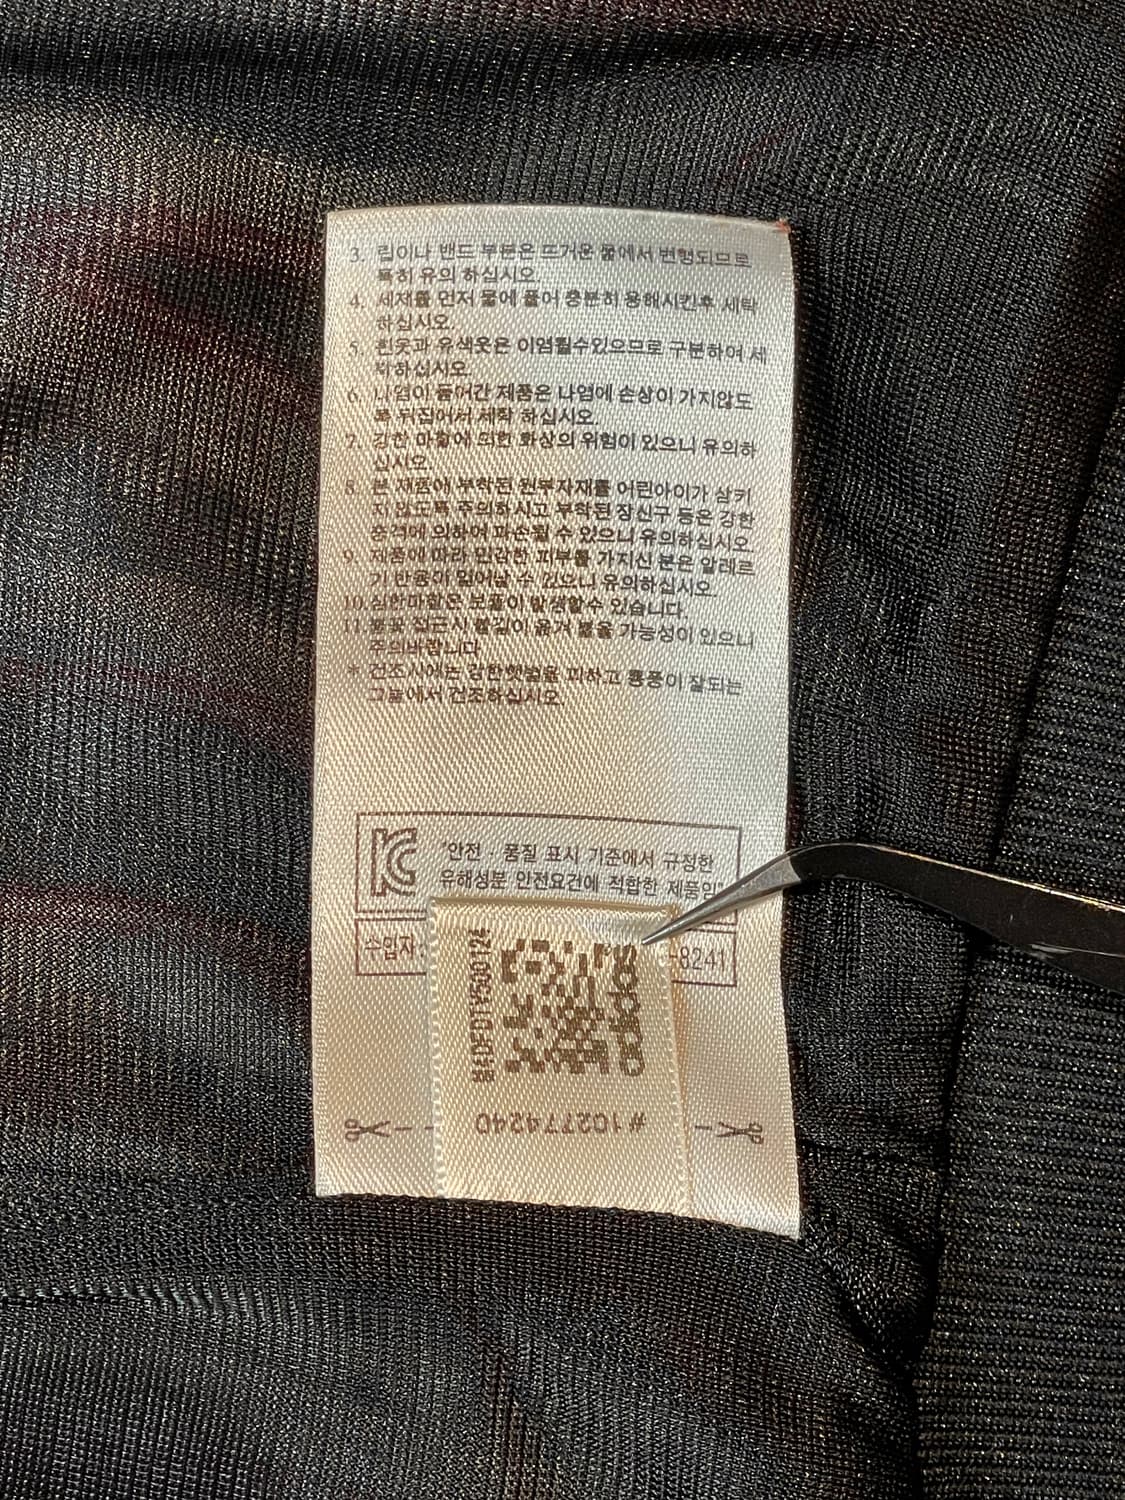 3. 립이나 밴드 부분은 뜨거운 물에서 변형되므로
특히 유의 하십시오.
4. 세제를 먼저 물에 풀어 충분히 용해시킨후 세탁
하십시오.
5. 흰옷과 유색옷은 이염될수있으므로 구분하여 세
탁하십시오.
6. 나염이 들어간 제품은 나염에 손상이 가지않도
록 뒤집어서 세탁 하십시오.
7. 강한 마찰에 의한 화상의 위험이 있으니 유의하
십시오.
8. 본 제품에 부착된 원부자재를 어린아이가 삼키
지 않도록 주의하시고 부착된 장신구 등은 강한
충격에 의하여 파손될 수 있으니 유의하십시오.
9. 제품에 따라 민감한 피부를 가지신 분은 알레르
기 반응이 일어날 수 있으니 유의하십시오.
10. 심한마찰은 보풀이 발생할수 있습니다.
11. 불꽃 접근시 불길이 옮겨 붙을 가능성이 있으니
주의바랍니다
* 건조시에는 강한햇볕을 피하고 통풍이 잘되는
그늘에서 건조하십시오.
"안전 · 품질 표시 기준에서 규정한
유해성분 안전요건에 적합한 제품임"
수입자:
-8241
adidas
#102774240